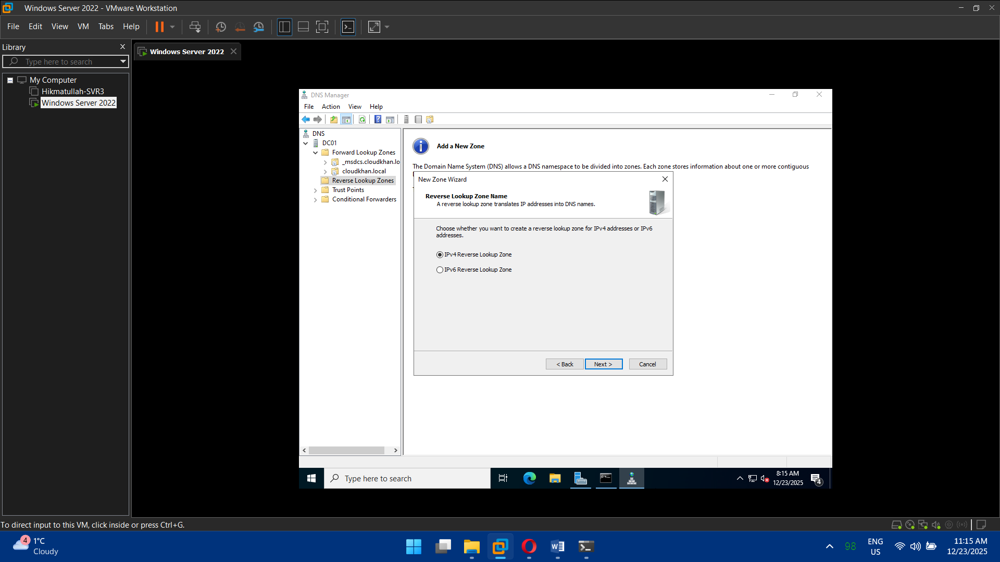 Windows Server 2022 - VMware Workstation
File Edit View VM Tabs Help
Library
Type here to search
My Computer
Hikmatullah-SVR3
Windows Server 2022
Windows Server 2022
DNS Manager
File Action View Help
DNS
DC01
Forward Lookup Zones
_msdcs.cloudkhan.lo
cloudkhan.local
Reverse Lookup Zones
Trust Points
Conditional Forwarders
Add a New Zone
The Domain Name System (DNS) allows a DNS namespace to be divided into zones. Each zone stores information about one or more contiguous
New Zone Wizard
Reverse Lookup Zone Name
A reverse lookup zone translates IP addresses into DNS names.
Choose whether you want to create a reverse lookup zone for IPv4 addresses or IPv6
addresses.
IPv4 Reverse Lookup Zone
IPv6 Reverse Lookup Zone
< Back Next > Cancel
Type here to search
8:15 AM
12/23/2025
4
To direct input to this VM, click inside or press Ctrl+G.
4
1°C
Cloudy
98
ENG
US
11:15 AM
12/23/2025